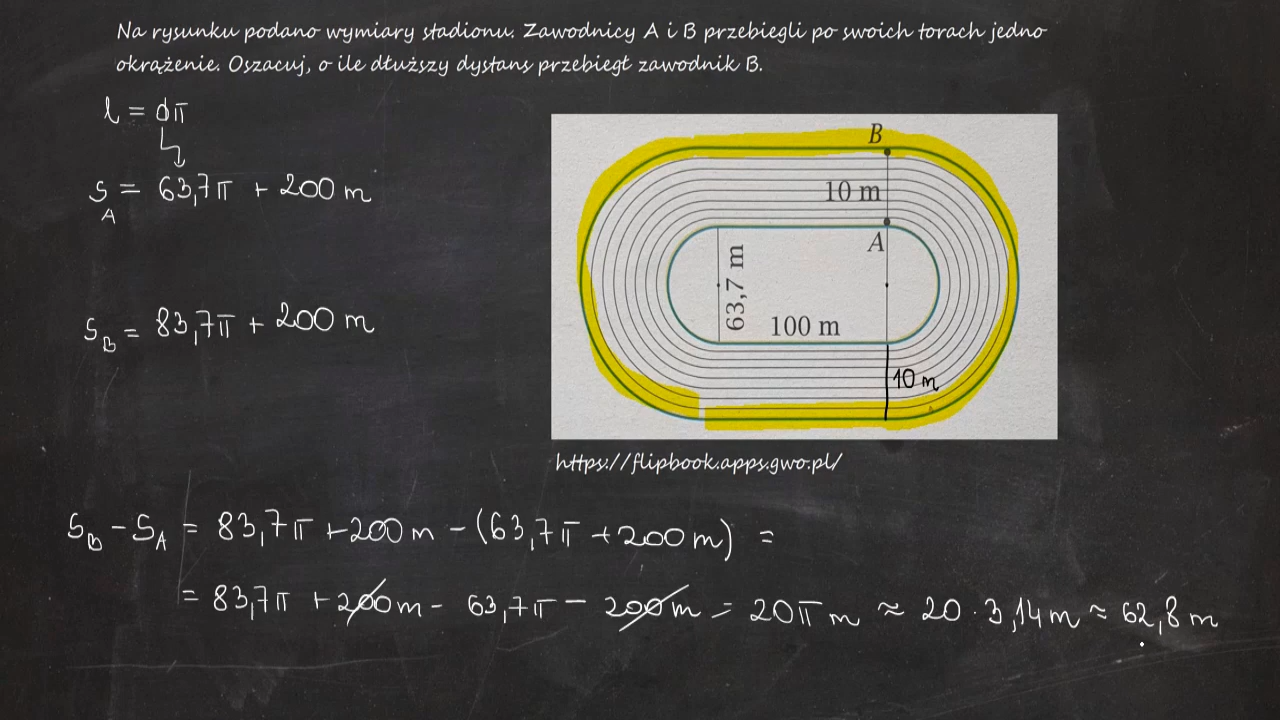 Na rysunku podano wymiary stadionu. Zawodnicy A i B przebiegli po swoich torach jedno
okrążenie. Oszacuj, o ile dłuższy dystans przebiegł zawodnik B.
l = dπ
S_A = 63,7π + 200 m
S_B = 83,7π + 200 m
B
10 m
A
63,7 m
100 m
10 m
https://flipbook.apps.gwo.pl/
S_B - S_A = 83,7π + 200 m - (63,7π + 200 m) =
= 83,7π + 200 m - 63,7π - 200 m = 20π m ≈ 20 · 3,14 m ≈ 62,8 m